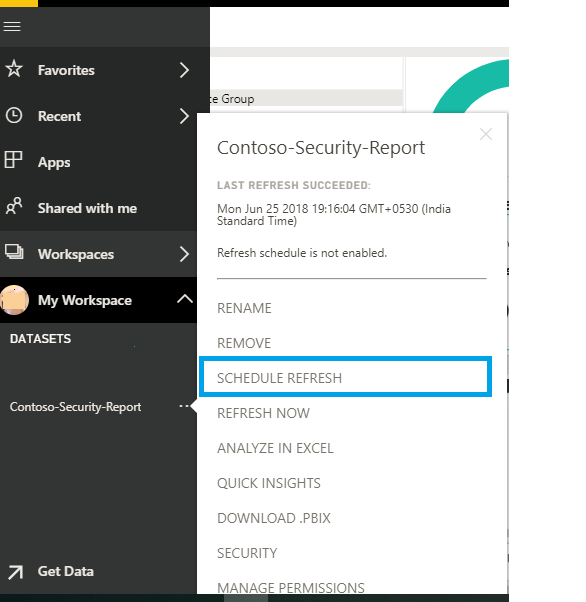 Favorites
Recent
Apps
Shared with me
Workspaces
My Workspace
DATASETS
Contoso-Security-Report
Get Data
ce Group
Contoso-Security-Report
LAST REFRESH SUCCEEDED:
Mon Jun 25 2018 19:16:04 GMT+0530 (India
Standard Time)
Refresh schedule is not enabled.
RENAME
REMOVE
SCHEDULE REFRESH
REFRESH NOW
ANALYZE IN EXCEL
QUICK INSIGHTS
DOWNLOAD .PBIX
SECURITY
MANAGE PERMISSIONS